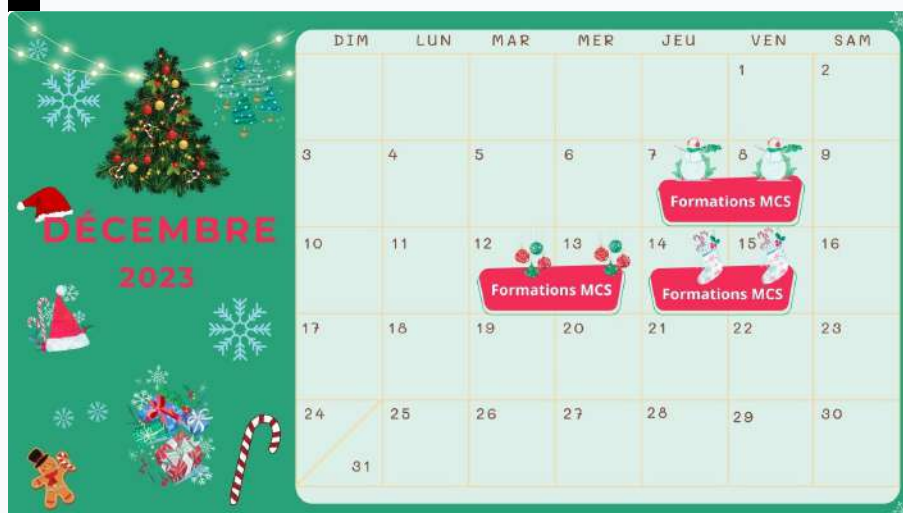 DIM LUN MAR MER JEU VEN SAM
1 2
3 4 5 6 7 8 9
Formations MCS
DÉCEMBRE
2023
10 11 12 13 14 15 16
Formations MCS Formations MCS
17 18 19 20 21 22 23
24 25 26 27 28 29 30
31